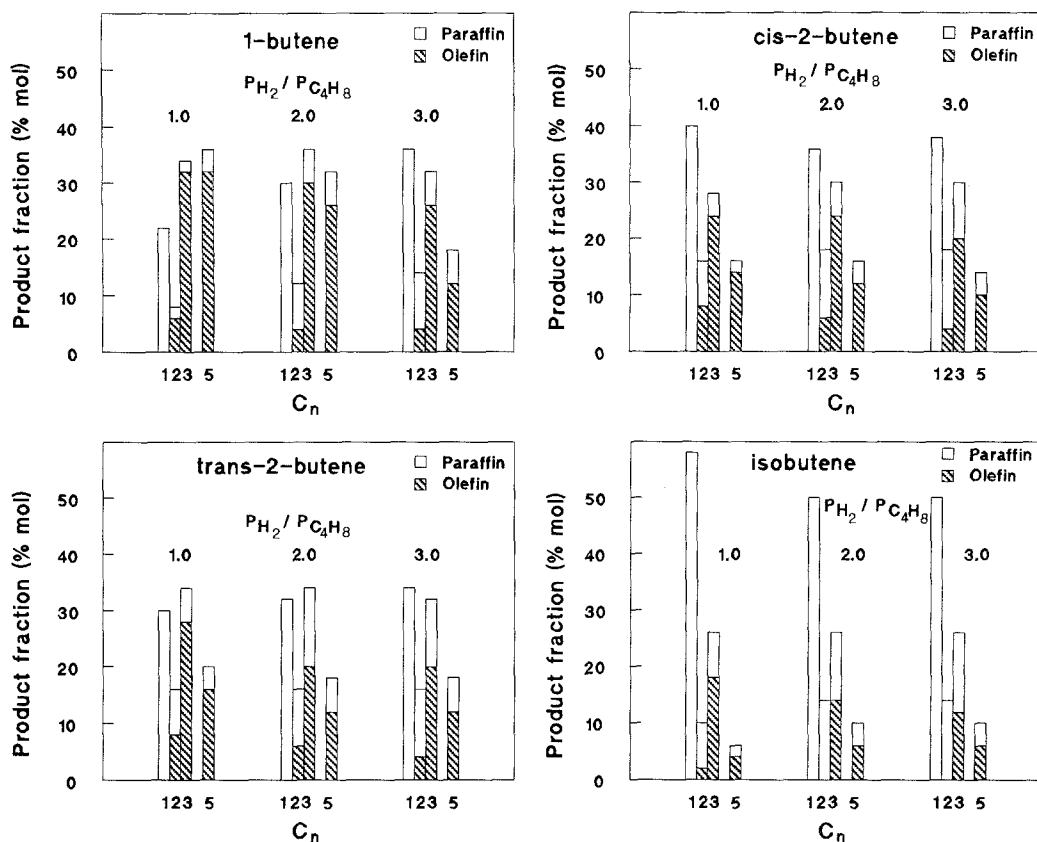 1-butene
Paraffin
Olefin
P_H2 / P_C4H8
1.0 2.0 3.0
Product fraction (% mol)
50
40
30
20
10
0
123 5 123 5 123 5
C_n
cis-2-butene
Paraffin
Olefin
P_H2 / P_C4H8
1.0 2.0 3.0
Product fraction (% mol)
50
40
30
20
10
0
123 5 123 5 123 5
C_n
trans-2-butene
Paraffin
Olefin
P_H2 / P_C4H8
1.0 2.0 3.0
Product fraction (% mol)
50
40
30
20
10
0
123 5 123 5 123 5
C_n
isobutene
Paraffin
Olefin
P_H2 / P_C4H8
1.0 2.0 3.0
Product fraction (% mol)
50
40
30
20
10
0
123 5 123 5 123 5
C_n